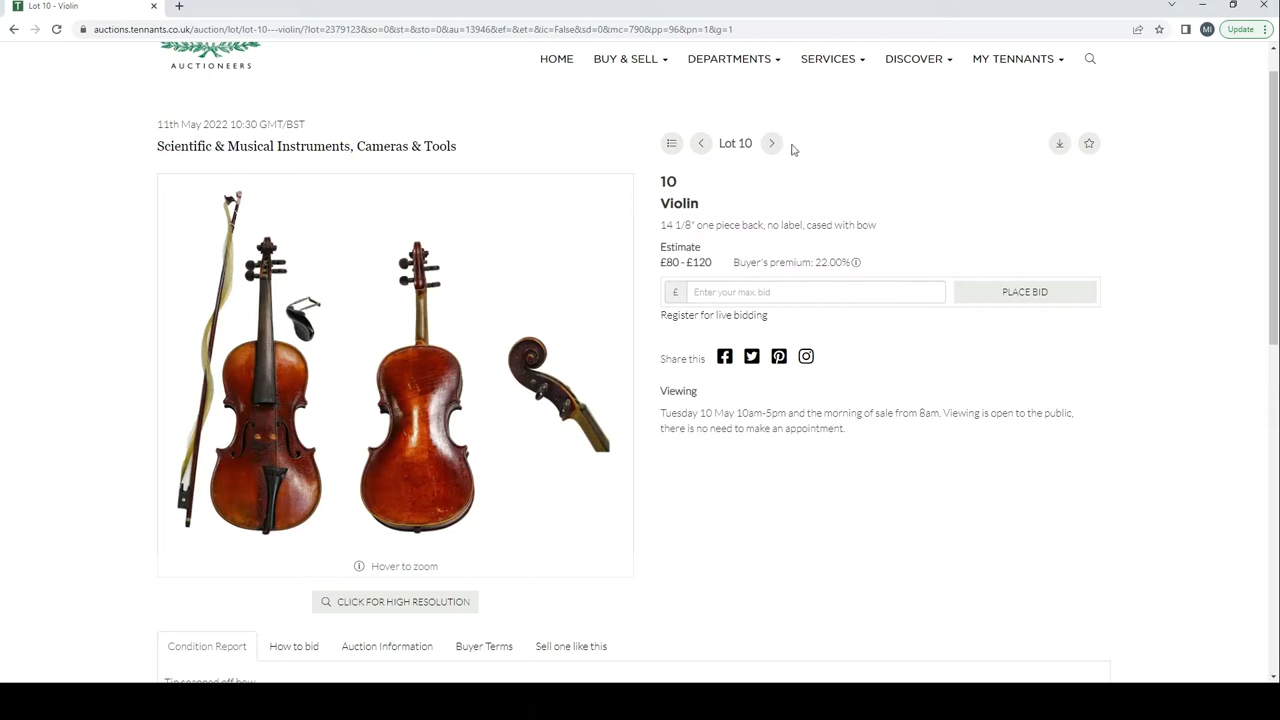 Lot 10 - Violin
auctions.tennants.co.uk/auction/lot/lot-10---violin/?lot=2379123&so=0&st=&sto=0&au=13946&ef=&et=&ic=False&sd=0&mc=790&pp=96&pn=1&g=1
MI
Update
AUCTIONEERS
HOME
BUY & SELL
DEPARTMENTS
SERVICES
DISCOVER
MY TENNANTS
11th May 2022 10:30 GMT/BST
Scientific & Musical Instruments, Cameras & Tools
Lot 10
10
Violin
14 1/8" one piece back, no label, cased with bow
Estimate
£80 - £120 Buyer's premium: 22.00%
£ Enter your max. bid PLACE BID
Register for live bidding
Share this
Viewing
Tuesday 10 May 10am-5pm and the morning of sale from 8am. Viewing is open to the public,
there is no need to make an appointment.
Hover to zoom
CLICK FOR HIGH RESOLUTION
Condition Report
How to bid
Auction Information
Buyer Terms
Sell one like this
Tip snapped off bow